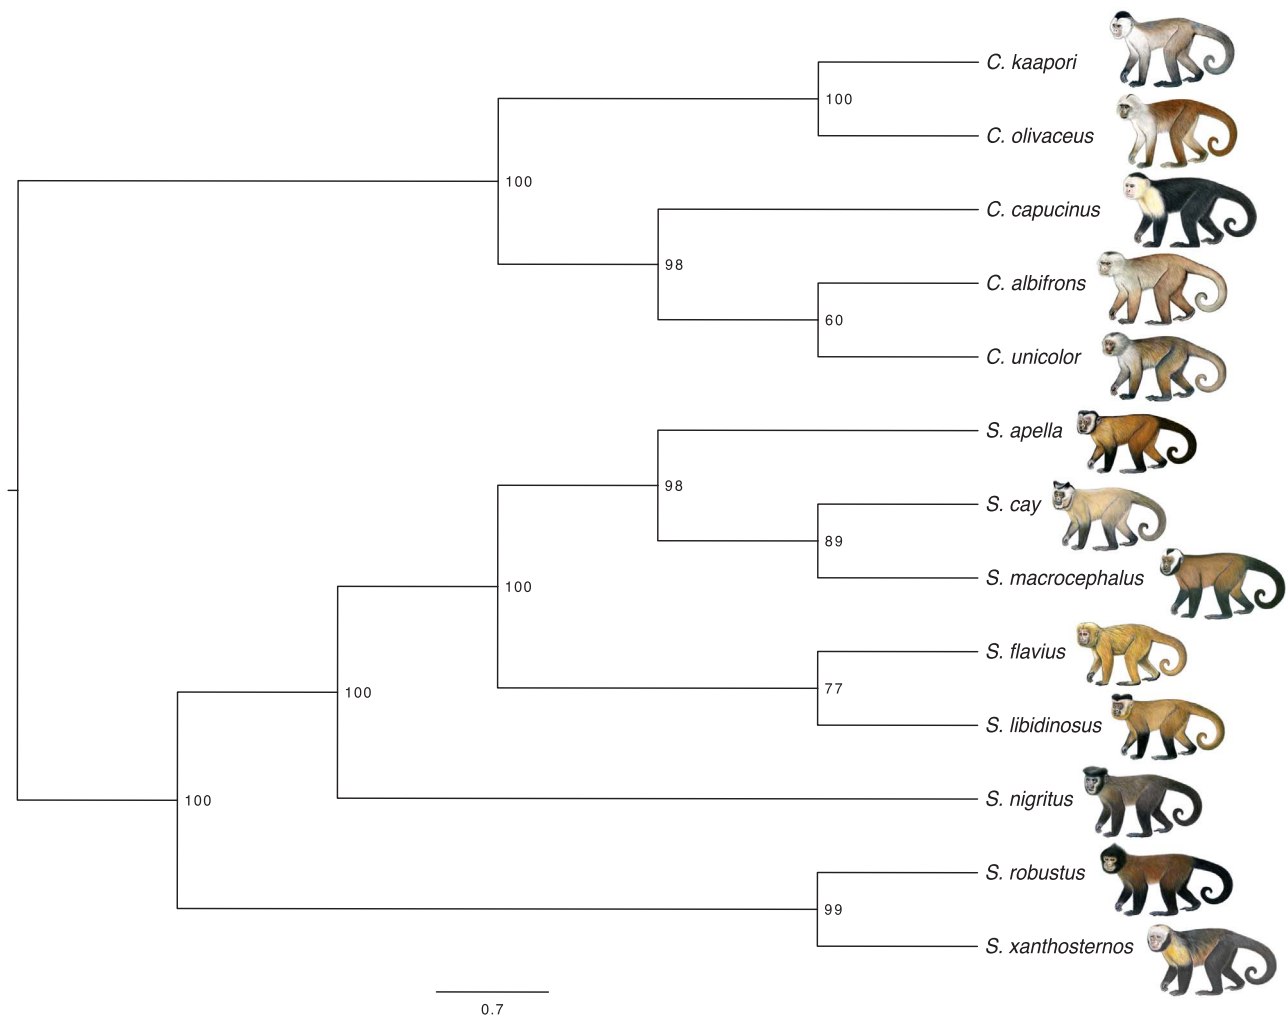 C. kaapori
100
C. olivaceus
100
C. capucinus
98
C. albifrons
60
C. unicolor
S. apella
98
S. cay
89
S. macrocephalus
100
S. flavius
77
100
S. libidinosus
S. nigritus
100
S. robustus
99
S. xanthosternos
0.7